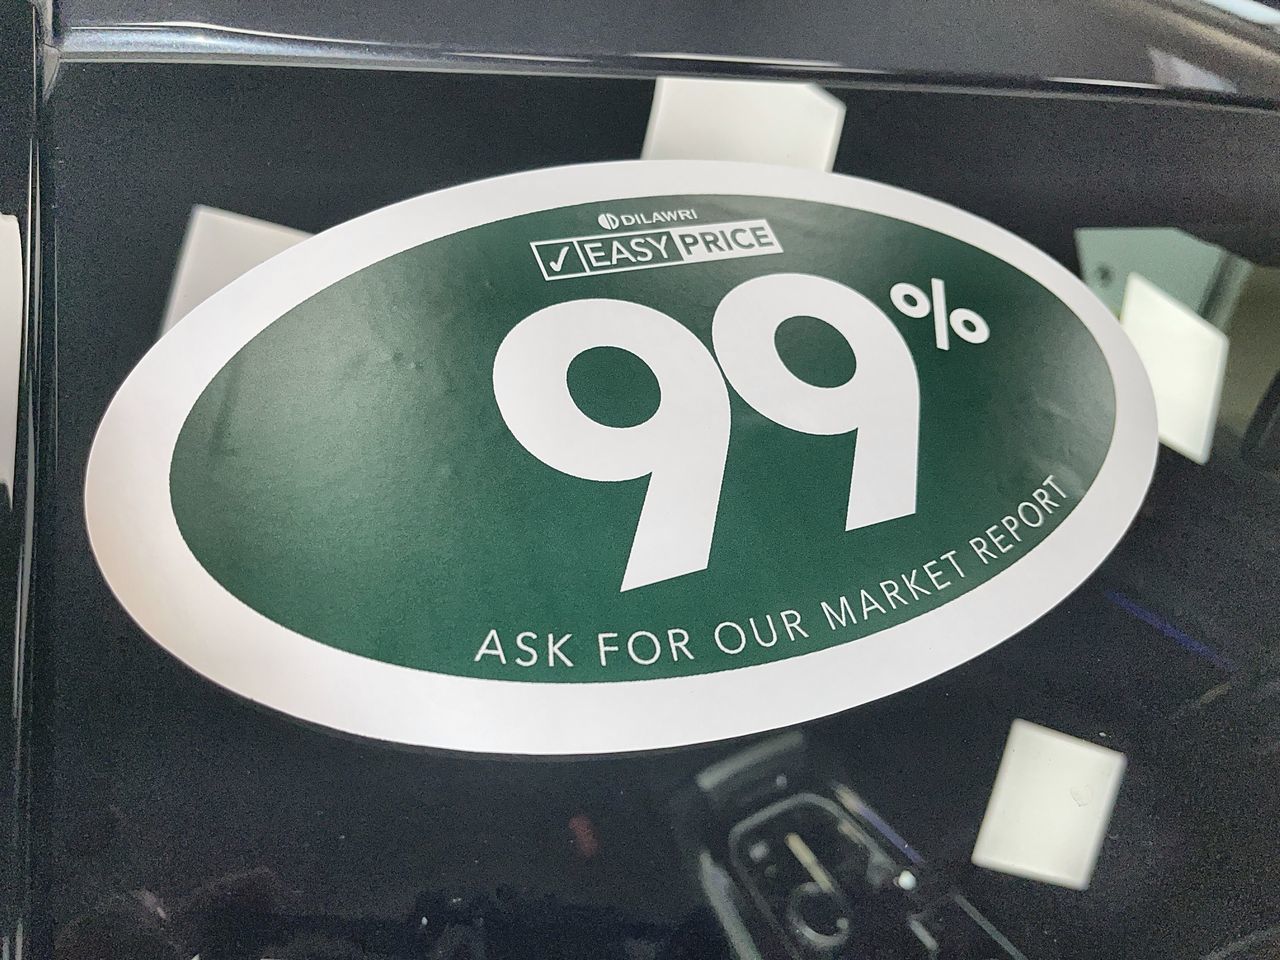 DILAWRI
✓ EASY PRICE
99%
ASK FOR OUR MARKET REPORT